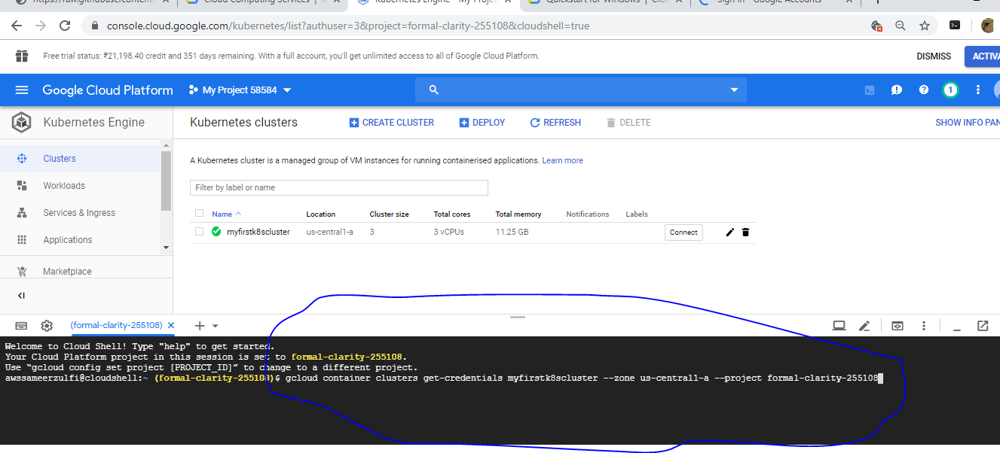 https://raw.githubusercontent
Cloud Computing Services | G
Kubernetes Engine - My Proje
Quickstart for Windows | Clou
Sign in - Google Accounts
console.cloud.google.com/kubernetes/list?authuser=3&project=formal-clarity-255108&cloudshell=true
Free trial status: ₹21,198.40 credit and 351 days remaining. With a full account, you'll get unlimited access to all of Google Cloud Platform.
DISMISS
ACTIVA
Google Cloud Platform
My Project 58584
1
Kubernetes Engine
Kubernetes clusters
CREATE CLUSTER
DEPLOY
REFRESH
DELETE
SHOW INFO PAN
Clusters
Workloads
Services & Ingress
Applications
Marketplace
A Kubernetes cluster is a managed group of VM instances for running containerised applications. Learn more
Filter by label or name
Name Location Cluster size Total cores Total memory Notifications Labels
myfirstk8scluster us-central1-a 3 3 vCPUs 11.25 GB Connect
(formal-clarity-255108)
Welcome to Cloud Shell! Type "help" to get started.
Your Cloud Platform project in this session is set to formal-clarity-255108.
Use “gcloud config set project [PROJECT_ID]” to change to a different project.
awssameerzulfi@cloudshell:~ (formal-clarity-255108)$ gcloud container clusters get-credentials myfirstk8scluster --zone us-central1-a --project formal-clarity-255108